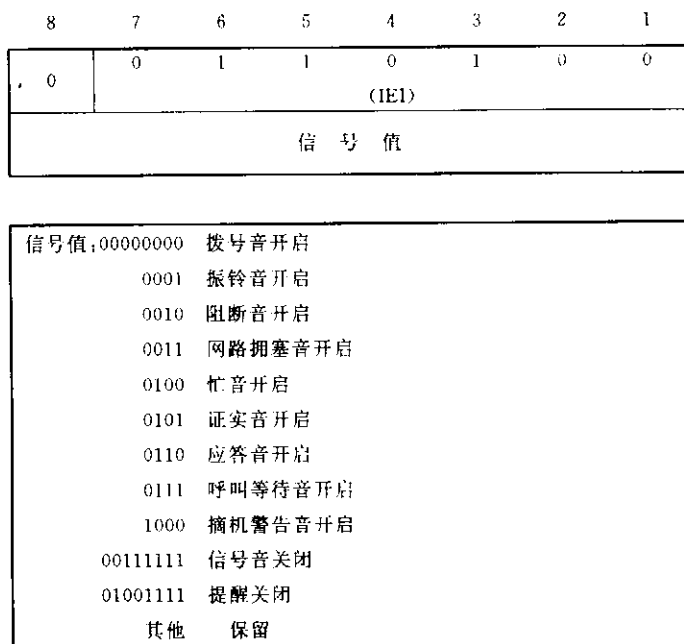 8 7 6 5 4 3 2 1
0 0 1 1 0 1 0 0
(IEI)
信 号 值
信号值:00000000 拨号音开启
0001 振铃音开启
0010 阻断音开启
0011 网路拥塞音开启
0100 忙音开启
0101 证实音开启
0110 应答音开启
0111 呼叫等待音开启
1000 摘机警告音开启
00111111 信号音关闭
01001111 提醒关闭
其他 保留